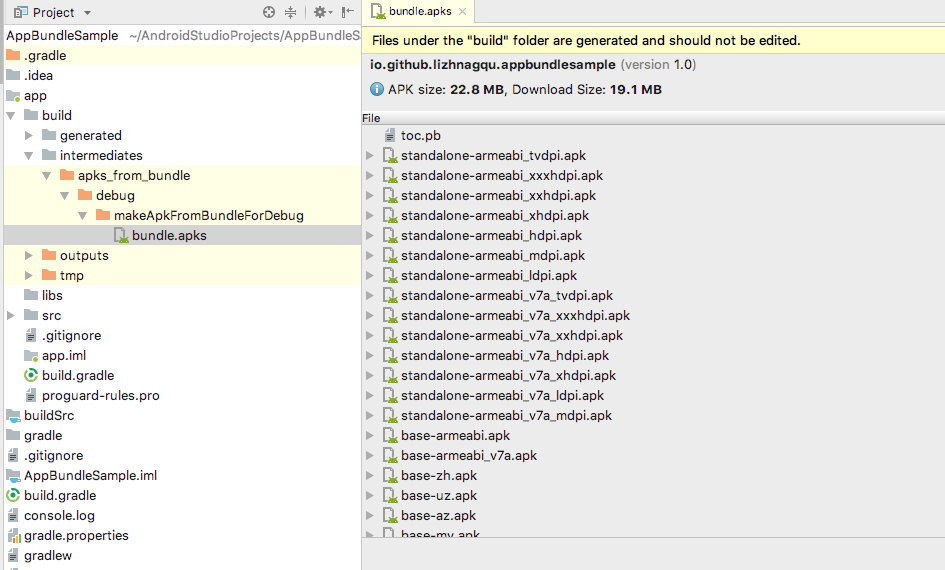 Project
AppBundleSample ~/AndroidStudioProjects/AppBundleS
.gradle
.idea
app
build
generated
intermediates
apks_from_bundle
debug
makeApkFromBundleForDebug
bundle.apks
outputs
tmp
libs
src
.gitignore
app.iml
build.gradle
proguard-rules.pro
buildSrc
gradle
.gitignore
AppBundleSample.iml
build.gradle
console.log
gradle.properties
gradlew
bundle.apks
Files under the "build" folder are generated and should not be edited.
io.github.lizhnagqu.appbundlesample (version 1.0)
APK size: 22.8 MB, Download Size: 19.1 MB
File
toc.pb
standalone-armeabi_tvdpi.apk
standalone-armeabi_xxxhdpi.apk
standalone-armeabi_xxhdpi.apk
standalone-armeabi_xhdpi.apk
standalone-armeabi_hdpi.apk
standalone-armeabi_mdpi.apk
standalone-armeabi_ldpi.apk
standalone-armeabi_v7a_tvdpi.apk
standalone-armeabi_v7a_xxxhdpi.apk
standalone-armeabi_v7a_xxhdpi.apk
standalone-armeabi_v7a_hdpi.apk
standalone-armeabi_v7a_xhdpi.apk
standalone-armeabi_v7a_ldpi.apk
standalone-armeabi_v7a_mdpi.apk
base-armeabi.apk
base-armeabi_v7a.apk
base-zh.apk
base-uz.apk
base-az.apk
base-my.apk